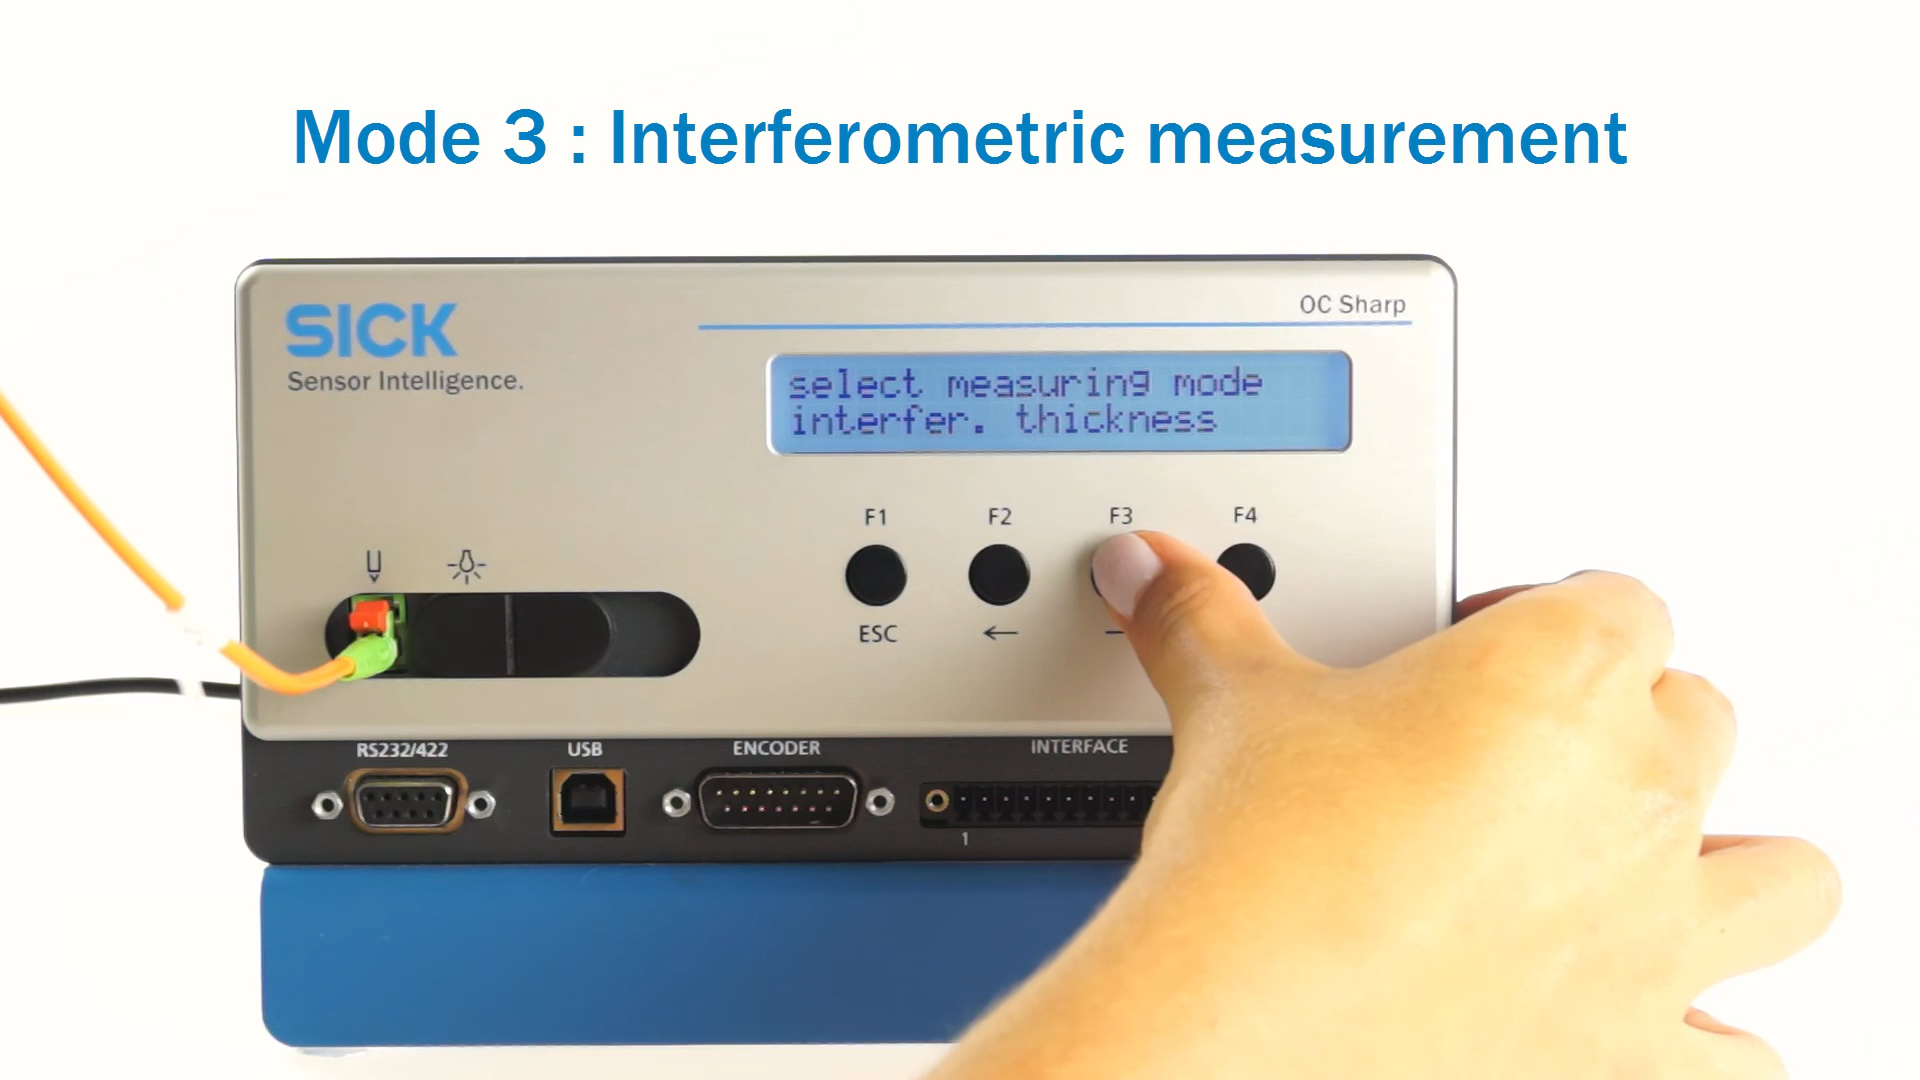 Mode 3 : Interferometric measurement
SICK
Sensor Intelligence.
OC Sharp
select measuring mode
interfer. thickness
F1 F2 F3 F4
ESC ←
RS232/422 USB ENCODER INTERFACE
1